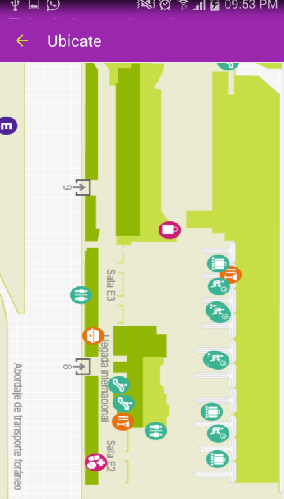 09:53 PM
Ubicate
E
9
Sala E3
Llegada internacional
8
Sala E2
Abordaje de transporte foráneo